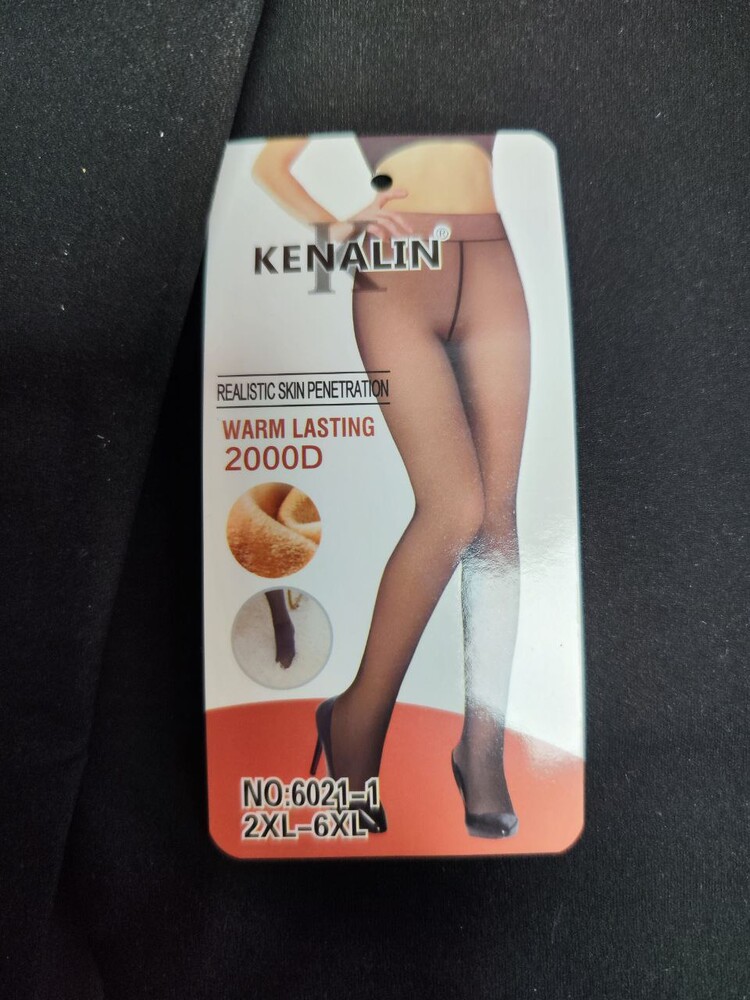 K
KENALIN®
REALISTIC SKIN PENETRATION
WARM LASTING
2000D
NO:6021-1
2XL-6XL